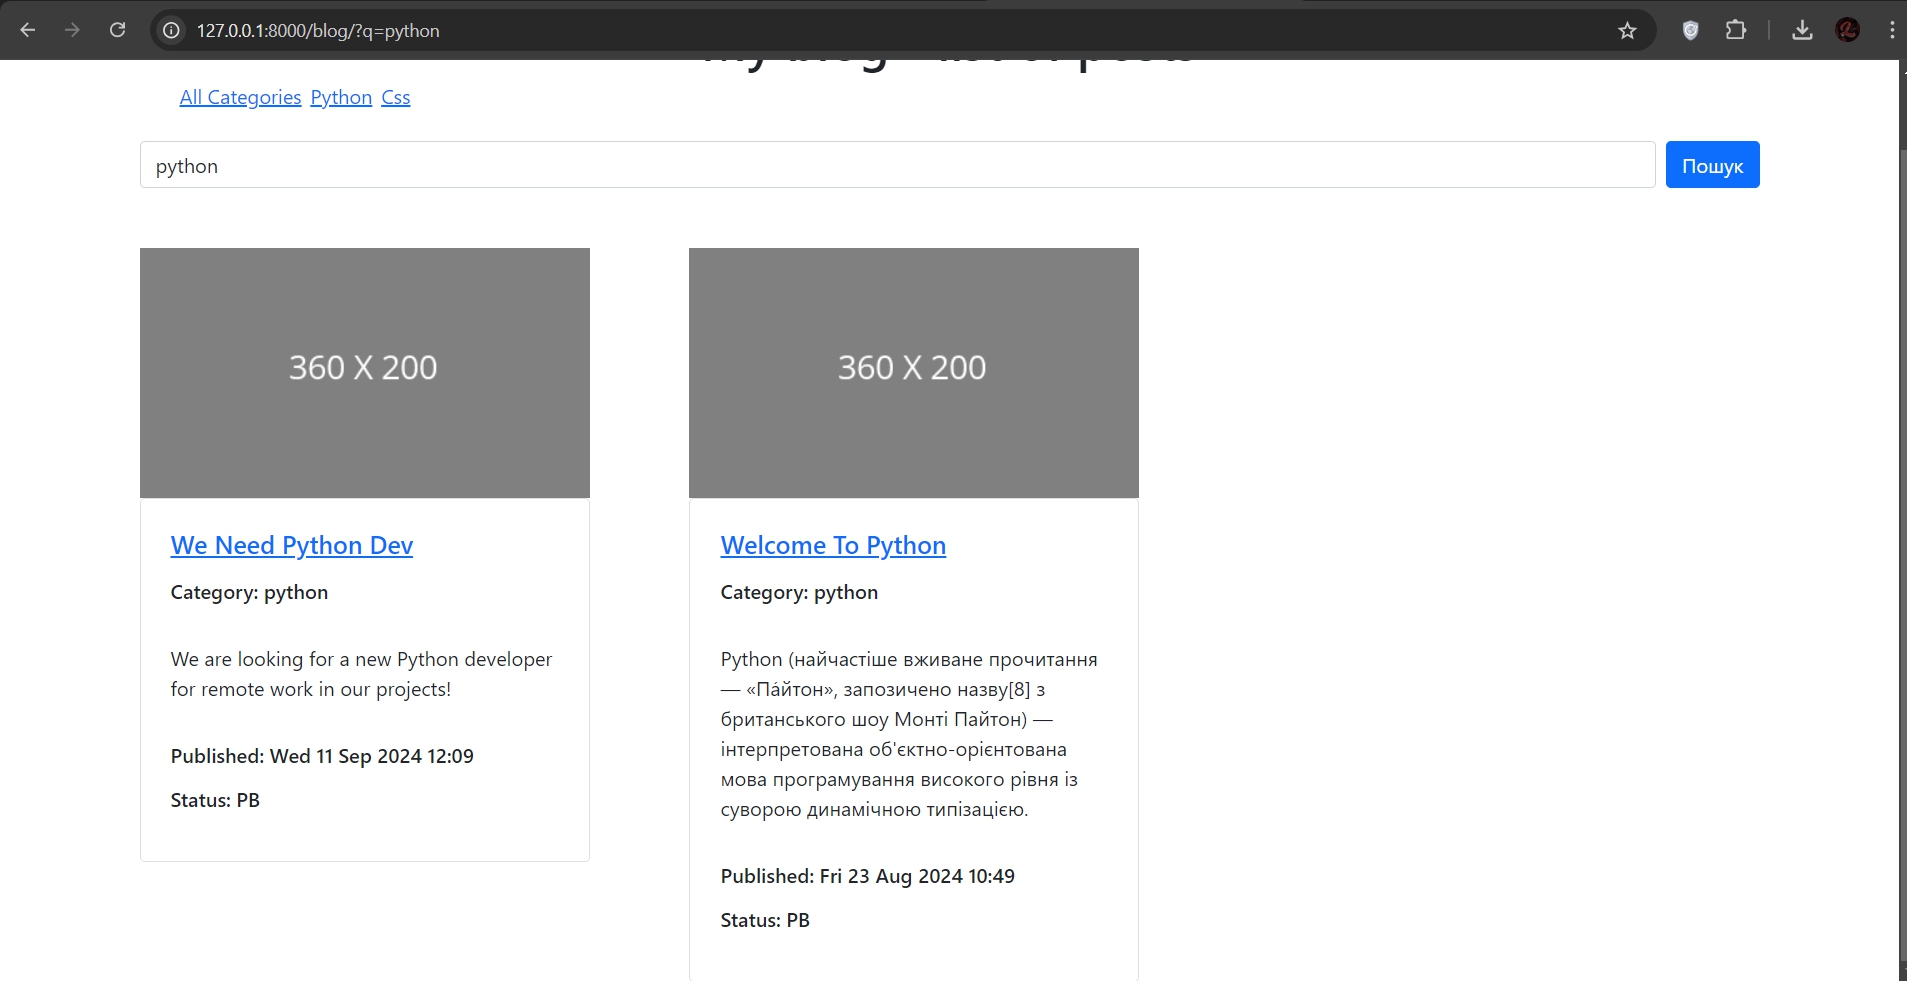 127.0.0.1:8000/blog/?q=python
All Categories Python Css
python
Пошук
360 X 200
360 X 200
We Need Python Dev
Category: python
We are looking for a new Python developer
for remote work in our projects!
Published: Wed 11 Sep 2024 12:09
Status: PB
Welcome To Python
Category: python
Python (найчастіше вживане прочитання
— «Па́йтон», запозичено назву[8] з
британського шоу Монті Пайтон) —
інтерпретована об'єктно-орієнтована
мова програмування високого рівня із
суворою динамічною типізацією.
Published: Fri 23 Aug 2024 10:49
Status: PB